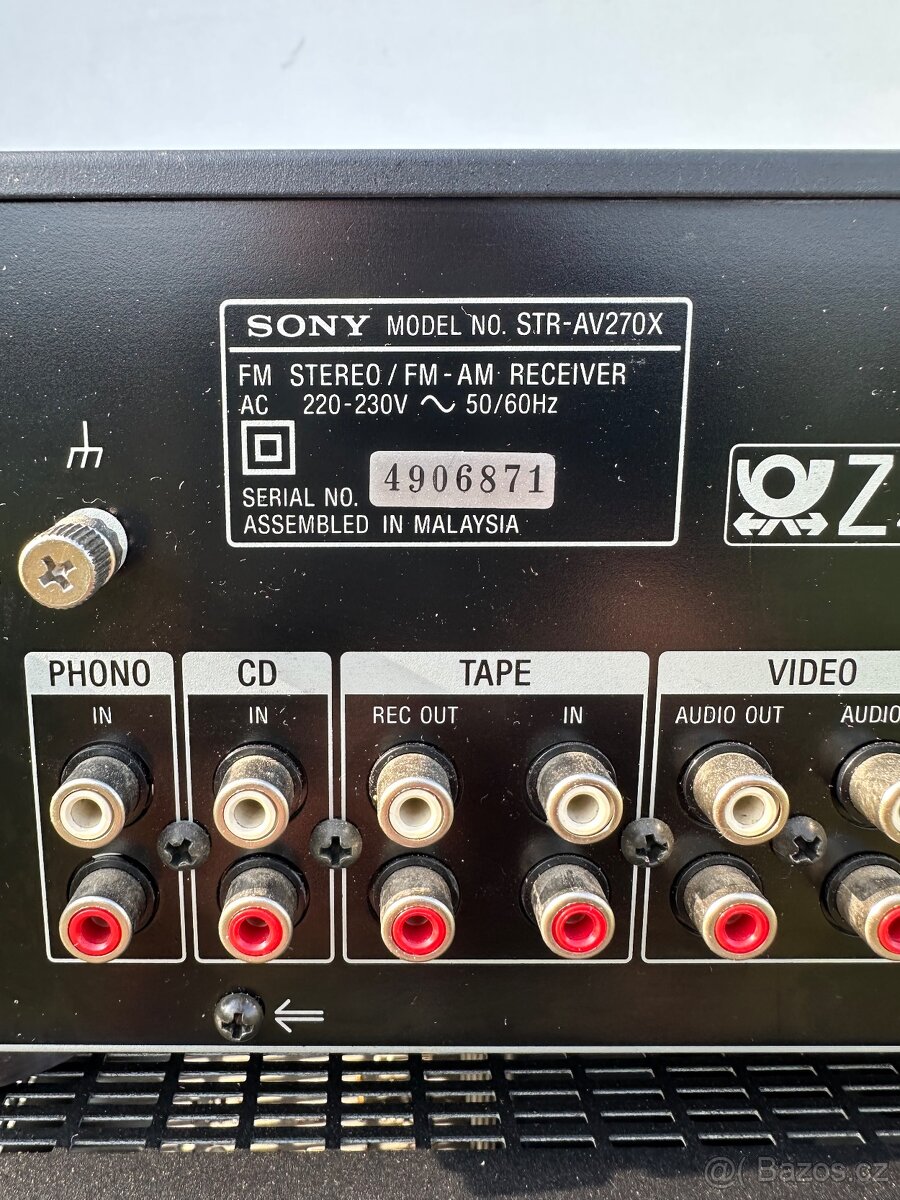 SONY MODEL NO. STR-AV270X
FM STEREO / FM-AM RECEIVER
AC 220-230V ~ 50/60Hz
SERIAL NO. 4906871
ASSEMBLED IN MALAYSIA
Z
PHONO CD TAPE VIDEO
IN IN REC OUT IN AUDIO OUT AUDIO
@( Bazos.cz